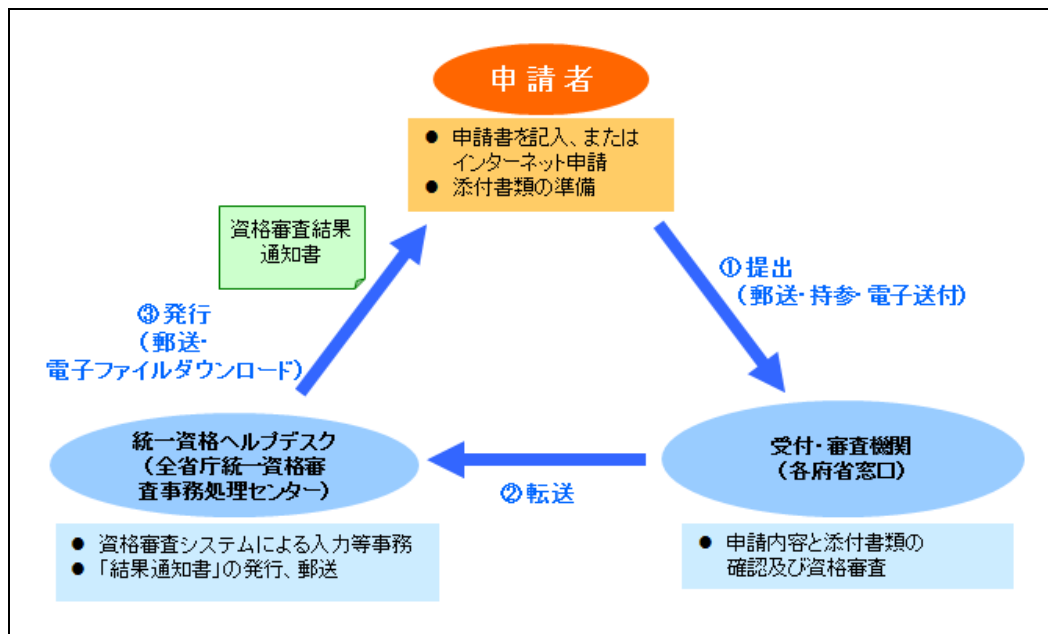 申請者
● 申請書を記入、または
インターネット申請
● 添付書類の準備
資格審査結果
通知書
①提出
（郵送・持参・電子送付）
③発行
（郵送・
電子ファイルダウンロード）
統一資格ヘルプデスク
（全省庁統一資格審
査事務処理センター）
②転送
受付・審査機関
（各府省窓口）
● 資格審査システムによる入力等事務
● 「結果通知書」の発行、郵送
● 申請内容と添付書類の
確認及び資格審査